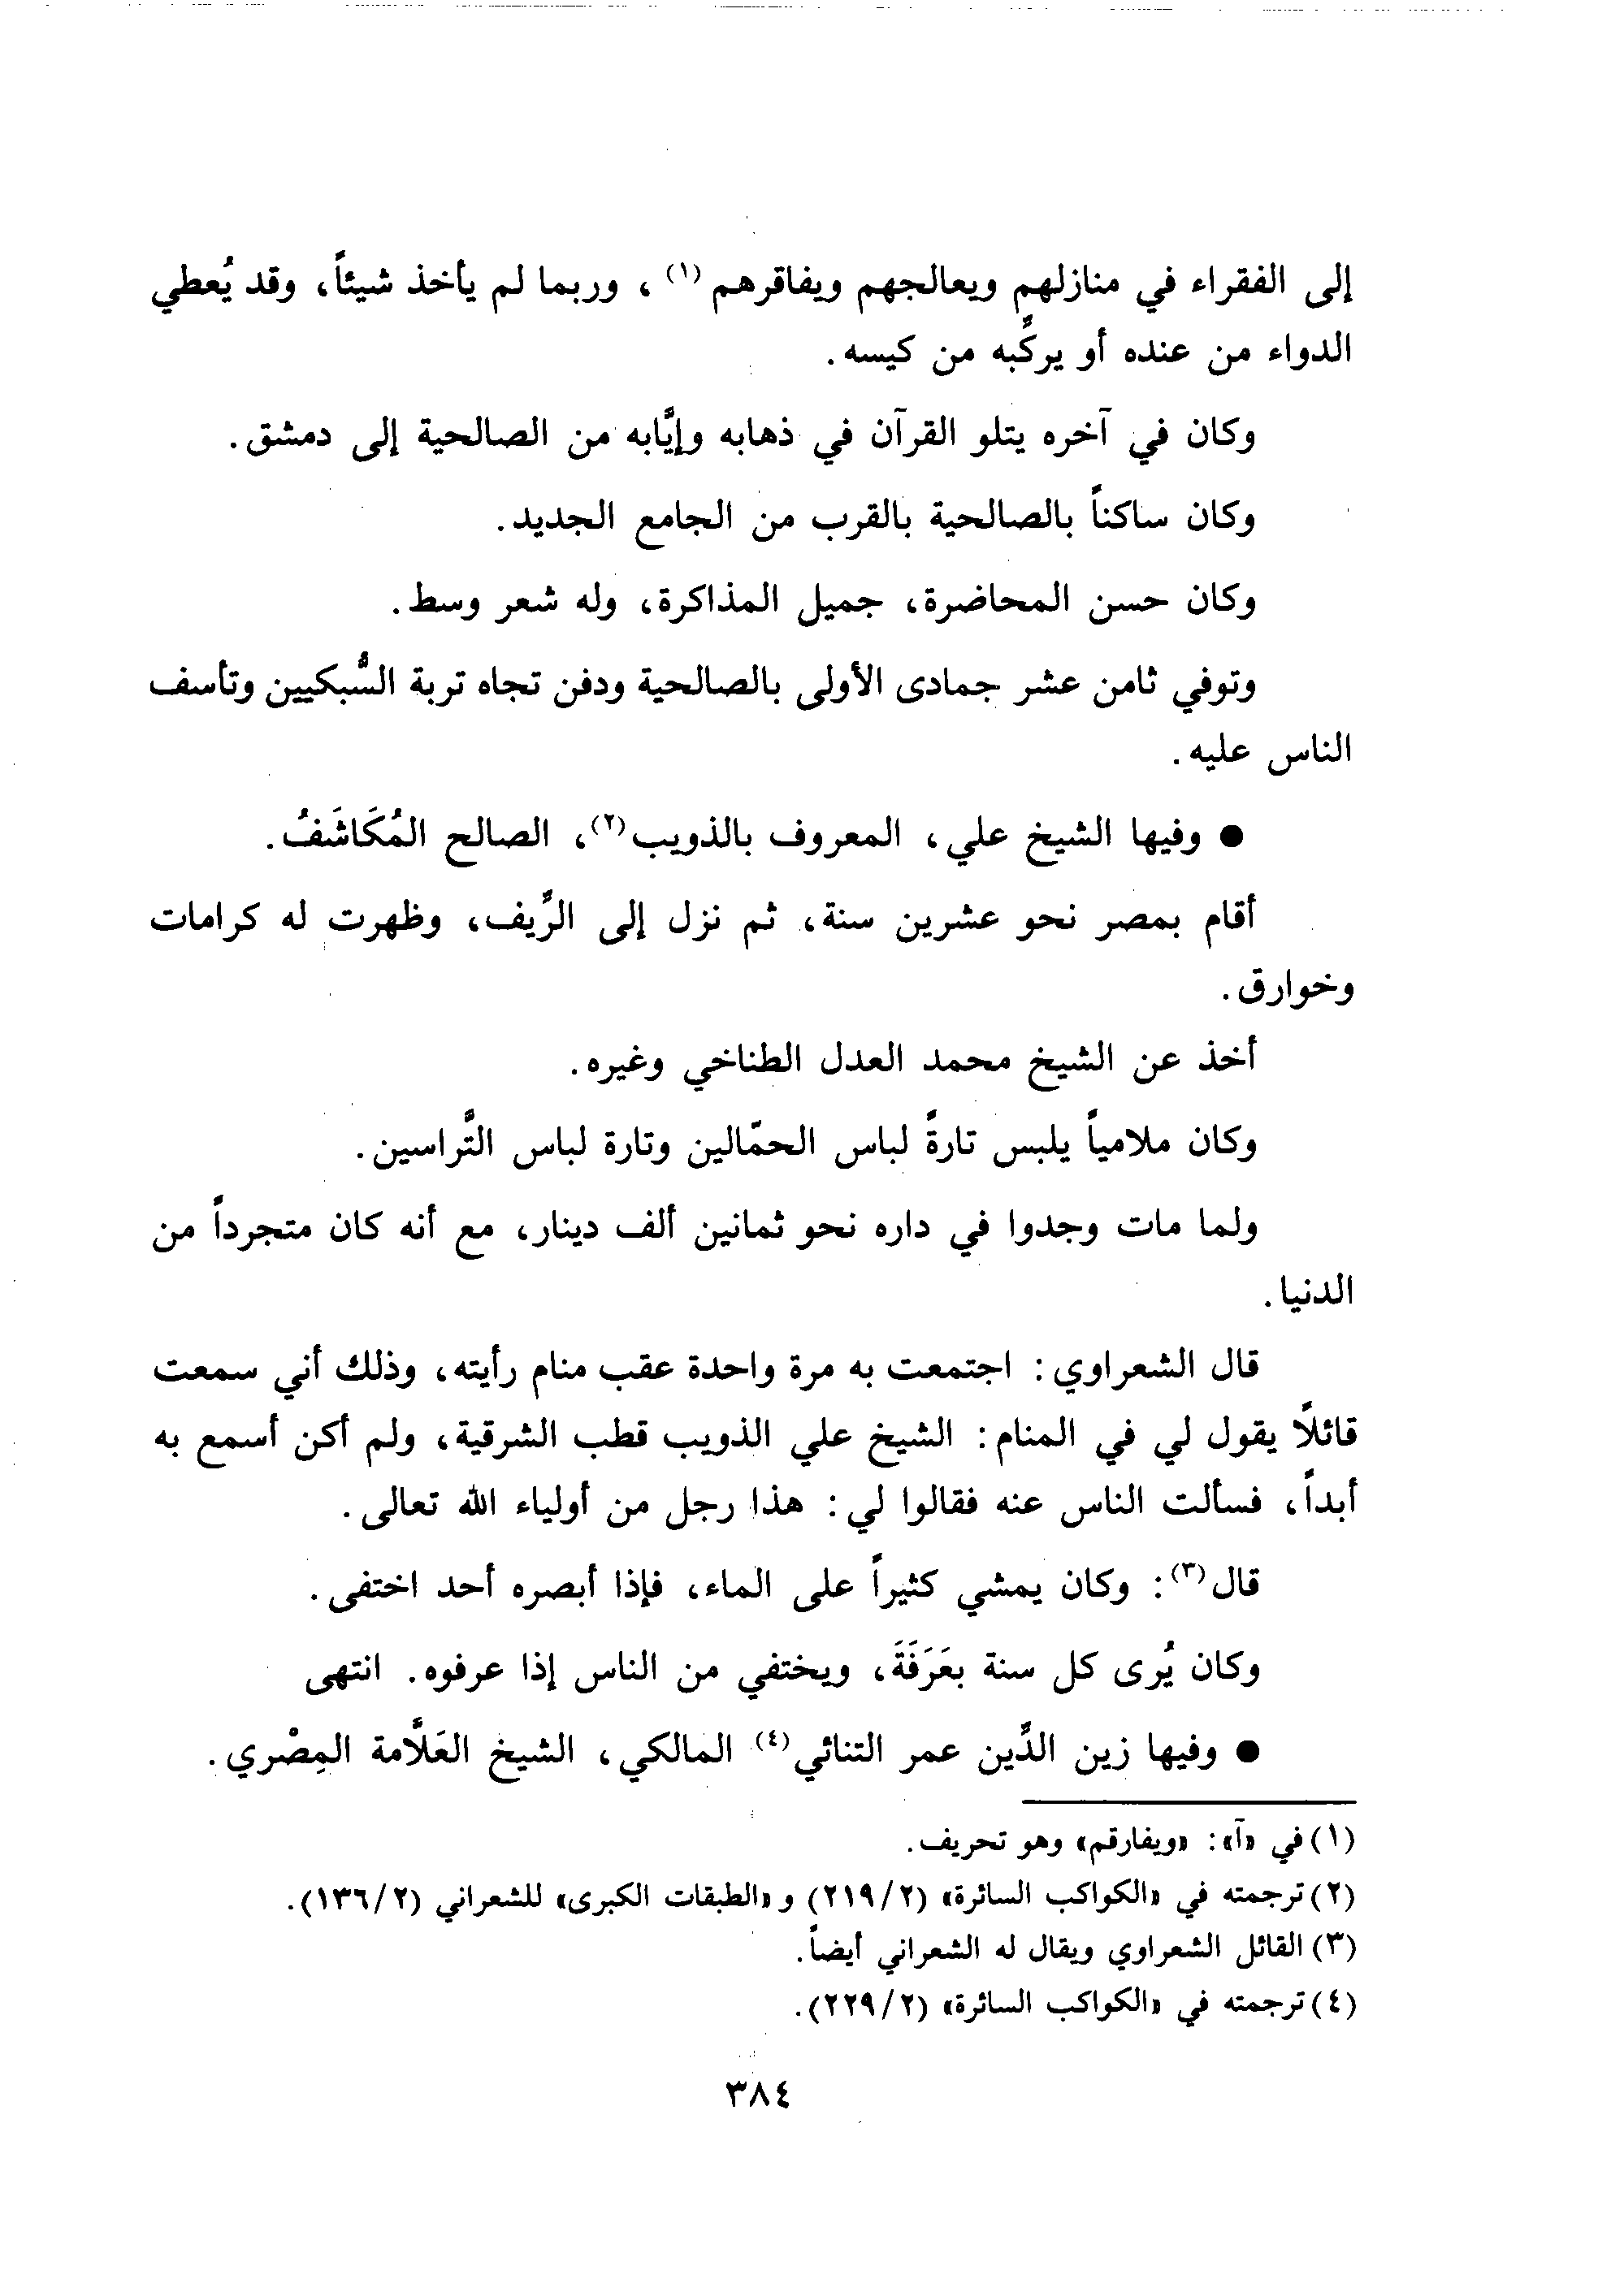 إلى الفقراء في منازلهم ويعالجهم ويفاقرهم (١) ، وربما لم يأخذ شيئاً، وقد يُعطي
الدواء من عنده أو يركِّبه من كيسه.
وكان في آخره يتلو القرآن في ذهابه وإيَّابه من الصالحية إلى دمشق.
وكان ساكناً بالصالحية بالقرب من الجامع الجديد.
وكان حسن المحاضرة، جميل المذاكرة، وله شعر وسط.
وتوفي ثامن عشر جمادى الأولى بالصالحية ودفن تجاه تربة السُّبكيين وتأسف
الناس عليه.
● وفيها الشيخ علي، المعروف بالذويب(٢)، الصالح المُكَاشَفُ.
أقام بمصر نحو عشرين سنة، ثم نزل إلى الرِّيف، وظهرت له كرامات
وخوارق.
أخذ عن الشيخ محمد العدل الطناخي وغيره.
وكان ملامياً يلبس تارةً لباس الحمّالين وتارة لباس التَّراسين.
ولما مات وجدوا في داره نحو ثمانين ألف دينار، مع أنه كان متجرداً من
الدنيا.
قال الشعراوي: اجتمعت به مرة واحدة عقب منام رأيته، وذلك أني سمعت
قائلاً يقول لي في المنام: الشيخ علي الذويب قطب الشرقية، ولم أكن أسمع به
أبداً، فسألت الناس عنه فقالوا لي: هذا رجل من أولياء الله تعالى.
قال(٣): وكان يمشي كثيراً على الماء، فإذا أبصره أحد اختفى.
وكان يُرى كل سنة بعَرَفَةَ، ويختفي من الناس إذا عرفوه. انتهى
● وفيها زين الدِّين عمر التنائي(٤) المالكي، الشيخ العَلَّامة المِصْري.
(١) في «آ»: «ويفارقم» وهو تحريف.
(٢) ترجمته في «الكواكب السائرة» (٢/٢١٩) و «الطبقات الكبرى» للشعراني (٢/١٣٦).
(٣) القائل الشعراوي ويقال له الشعراني أيضاً.
(٤) ترجمته في «الكواكب السائرة» (٢/٢٢٩).
٣٨٤